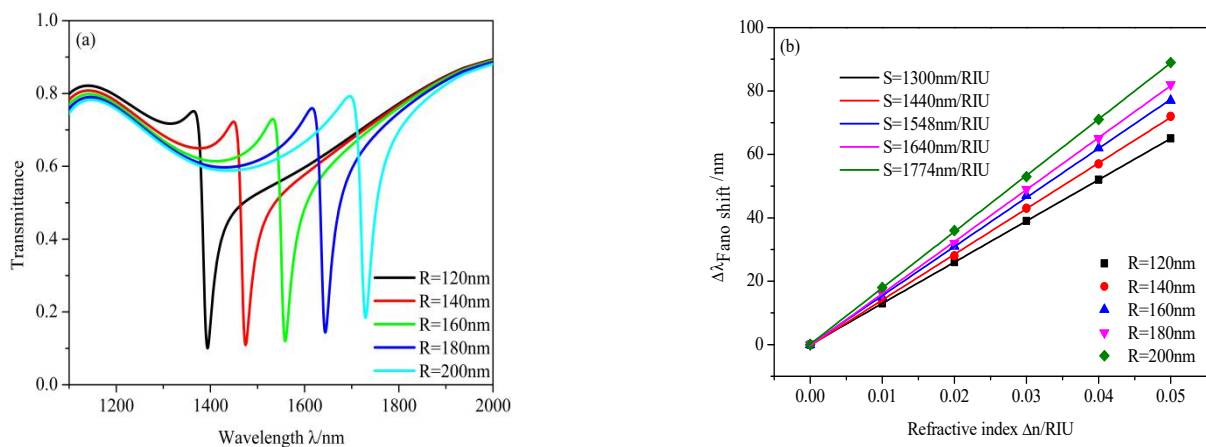 (a)
1.0
0.8
0.6
0.4
0.2
0.0
Transmittance
R=120nm
R=140nm
R=160nm
R=180nm
R=200nm
1200 1400 1600 1800 2000
Wavelength λ/nm
(b)
100
80
60
40
20
0
Δλ Fano shift /nm
S=1300nm/RIU
S=1440nm/RIU
S=1548nm/RIU
S=1640nm/RIU
S=1774nm/RIU
R=120nm
R=140nm
R=160nm
R=180nm
R=200nm
0.00 0.01 0.02 0.03 0.04 0.05
Refractive index Δn/RIU